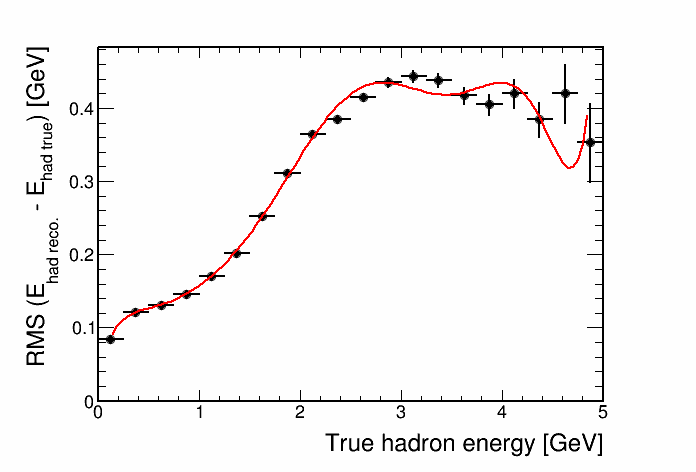 RMS (E_had reco. - E_had true) [GeV]
0.4
0.3
0.2
0.1
0
0 1 2 3 4 5
True hadron energy [GeV]